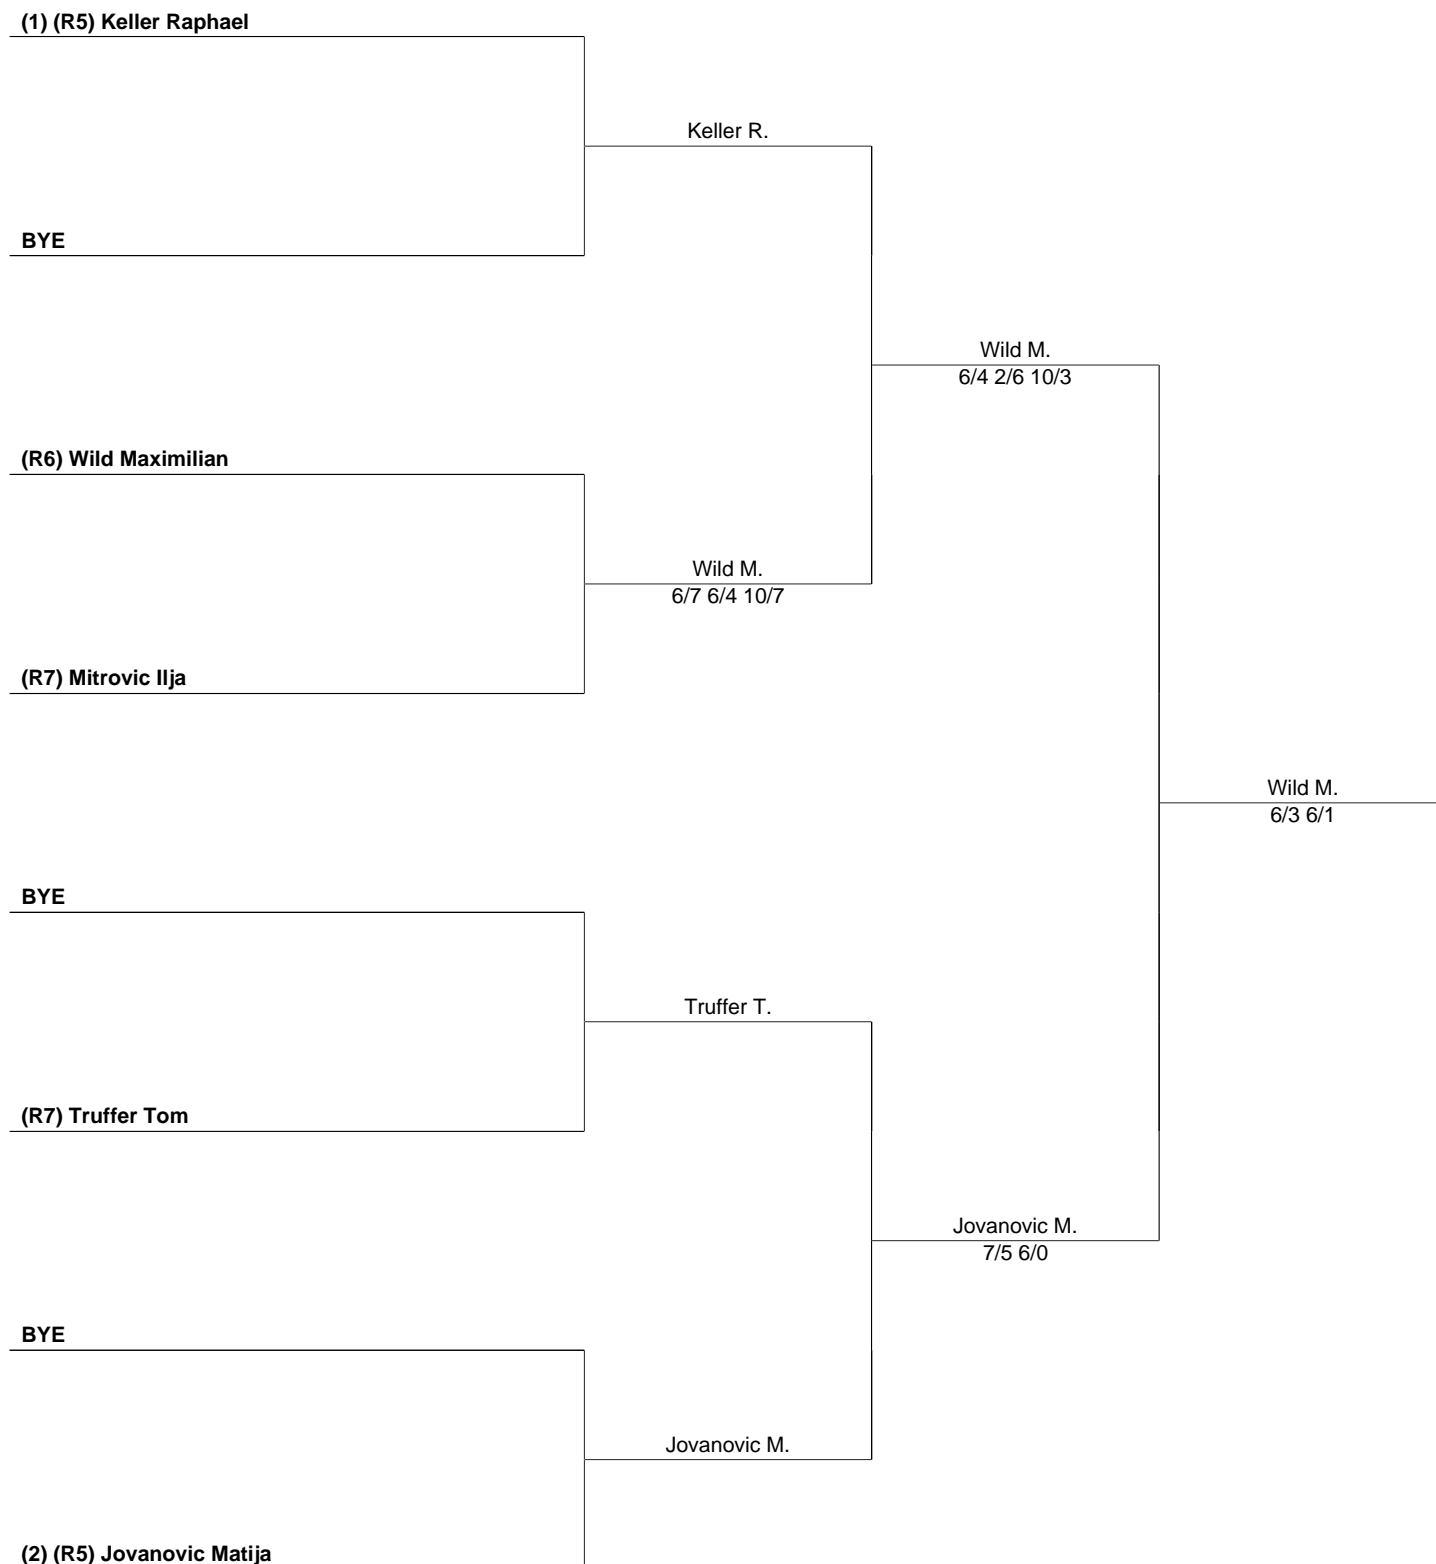 (1) (R5) Keller Raphael
Keller R.
BYE
Wild M.
6/4 2/6 10/3
(R6) Wild Maximilian
Wild M.
6/7 6/4 10/7
(R7) Mitrovic Ilja
Wild M.
6/3 6/1
BYE
Truffer T.
(R7) Truffer Tom
Jovanovic M.
7/5 6/0
BYE
Jovanovic M.
(2) (R5) Jovanovic Matija